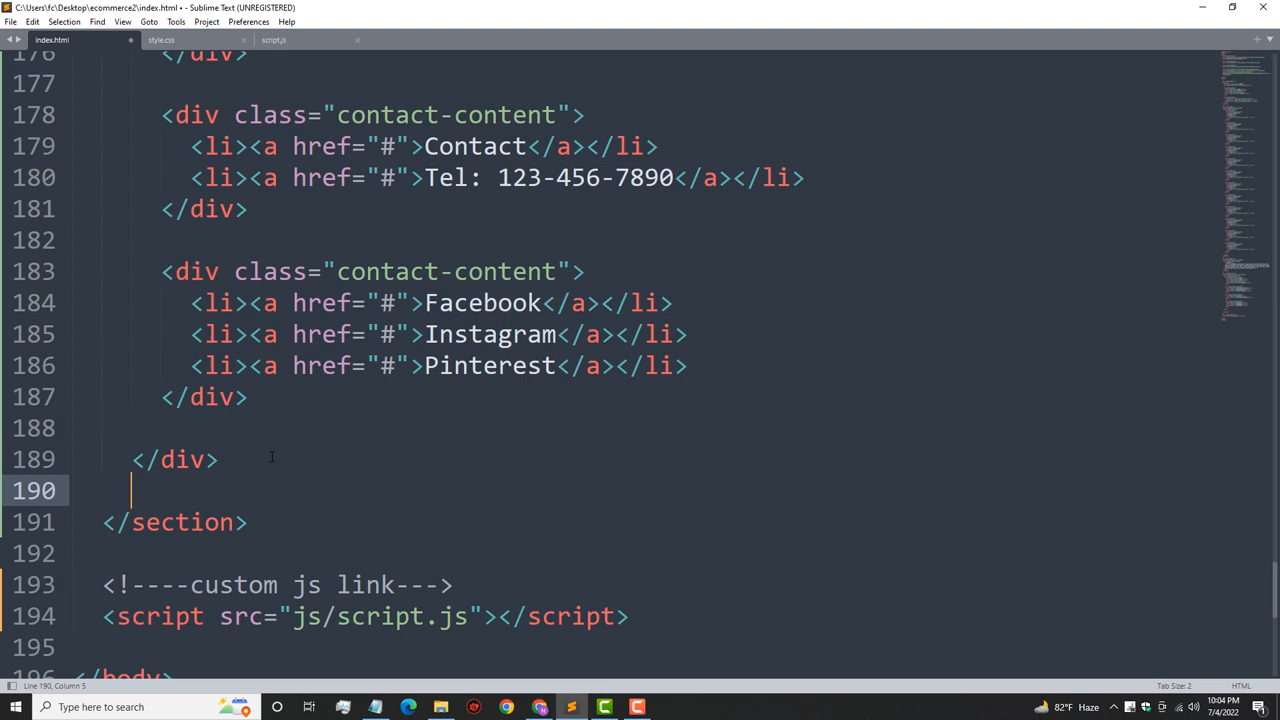 C:\Users\fc\Desktop\ecommerce2\index.html • - Sublime Text (UNREGISTERED)
File Edit Selection Find View Goto Tools Project Preferences Help
index.html style.css script.js
176 </div>
177
178 <div class="contact-content">
179 <li><a href="#">Contact</a></li>
180 <li><a href="#">Tel: 123-456-7890</a></li>
181 </div>
182
183 <div class="contact-content">
184 <li><a href="#">Facebook</a></li>
185 <li><a href="#">Instagram</a></li>
186 <li><a href="#">Pinterest</a></li>
187 </div>
188
189 </div>
190
191 </section>
192
193 <!----custom js link--->
194 <script src="js/script.js"></script>
195
196 </body>
Line 190, Column 5 Tab Size: 2 HTML
Type here to search 82°F Haze 10:04 PM
7/4/2022